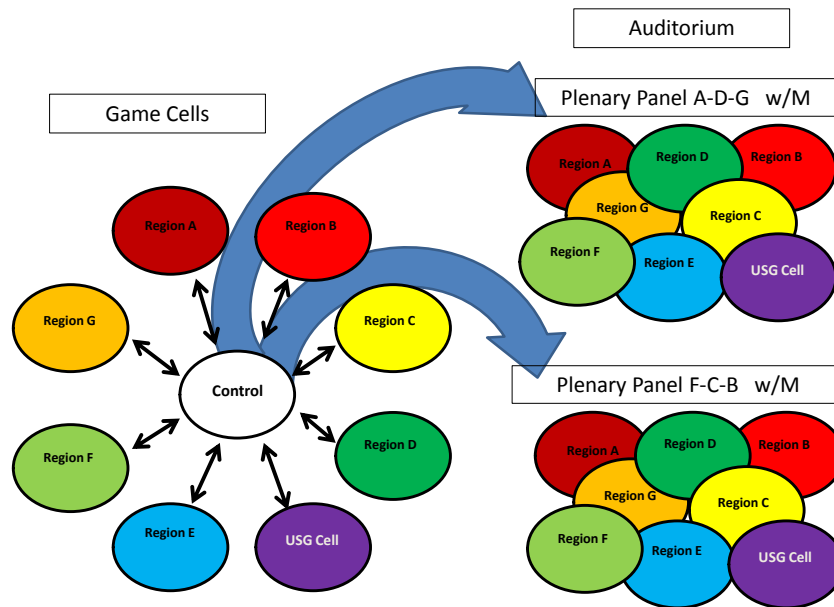 Auditorium
Plenary Panel A-D-G w/M
Game Cells
Region A
Region B
Region G
Region C
Control
Region F
Region D
Region E
USG Cell
Region A
Region D
Region B
Region G
Region C
Region F
Region E
USG Cell
Plenary Panel F-C-B w/M
Region A
Region D
Region B
Region G
Region C
Region F
Region E
USG Cell